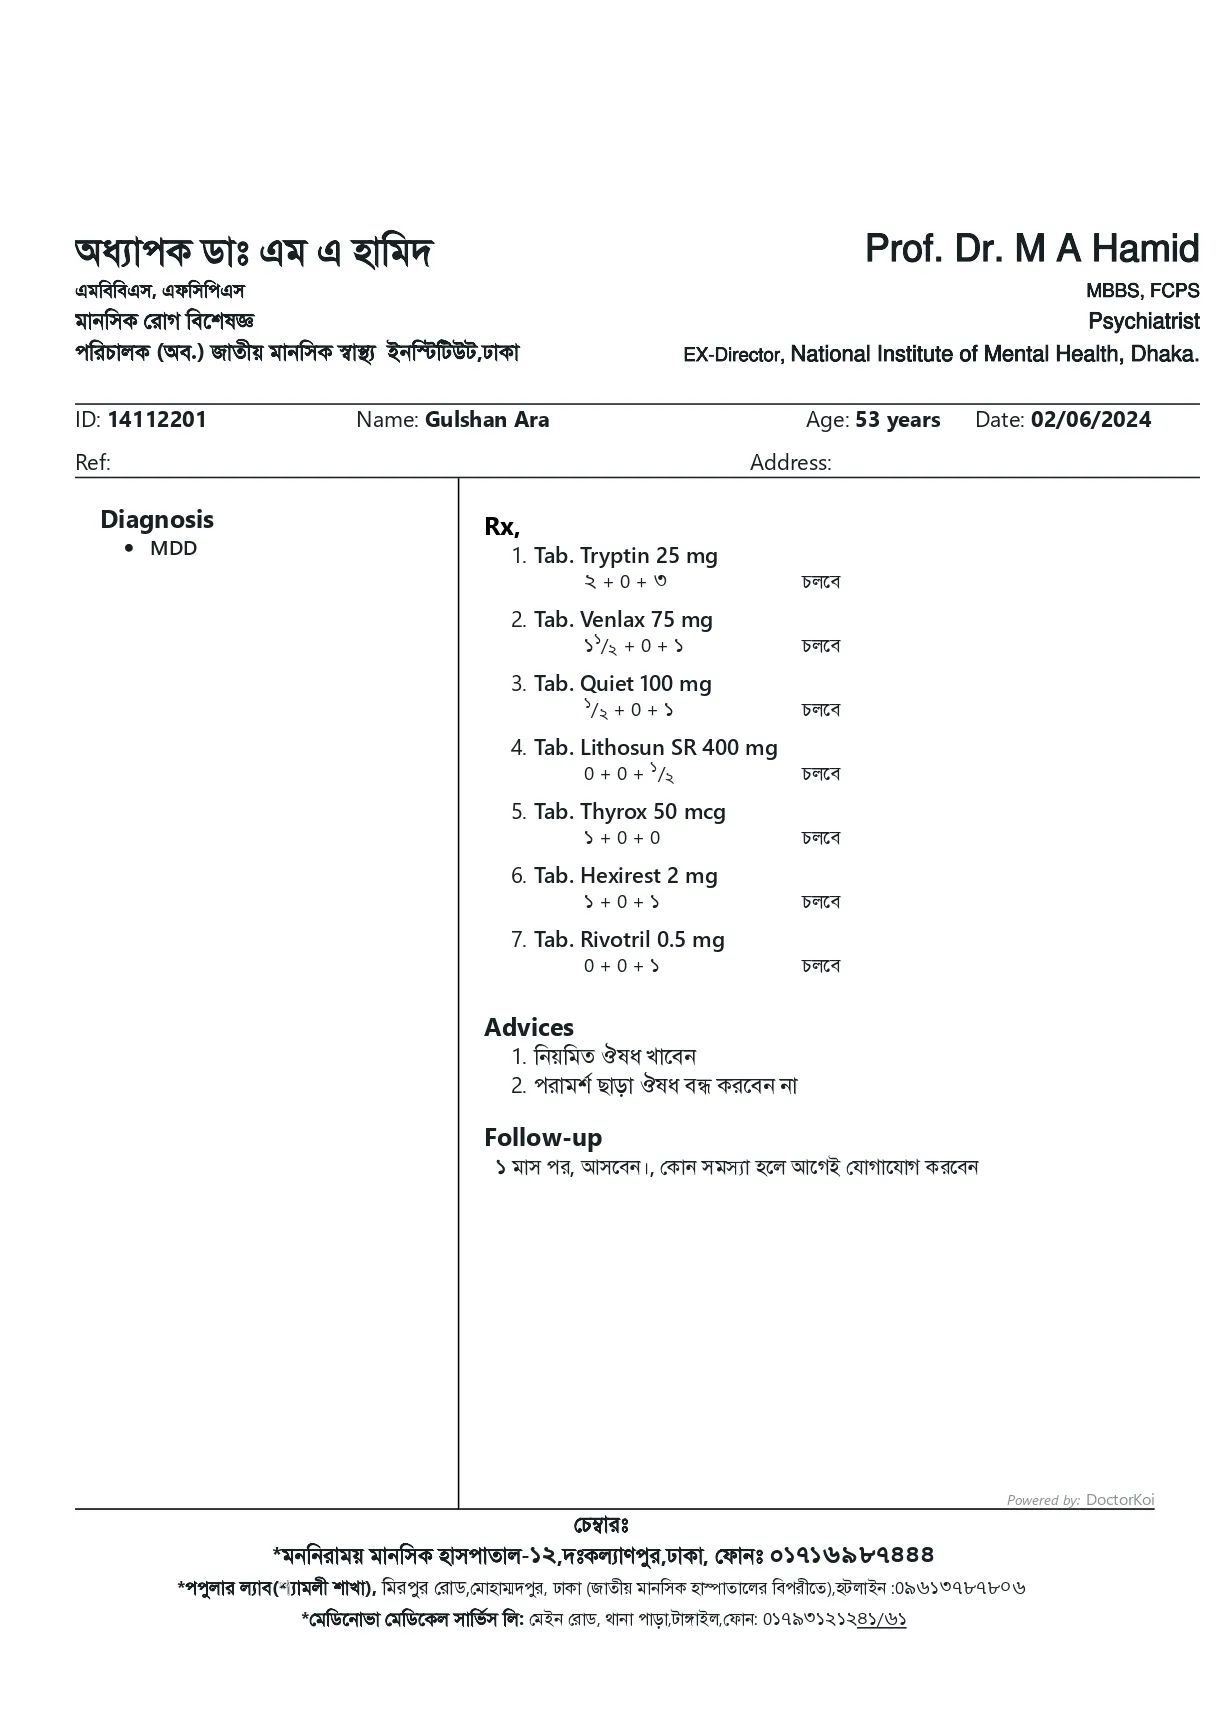 অধ্যাপক ডাঃ এম এ হামিদ
এমবিবিএস, এফসিপিএস
মানসিক রোগ বিশেষজ্ঞ
পরিচালক (অব.) জাতীয় মানসিক স্বাস্থ্য ইনস্টিটিউট,ঢাকা
Prof. Dr. M A Hamid
MBBS, FCPS
Psychiatrist
EX-Director, National Institute of Mental Health, Dhaka.
ID: 14112201 Name: Gulshan Ara Age: 53 years Date: 02/06/2024
Ref: Address:
Diagnosis
• MDD
Rx,
1. Tab. Tryptin 25 mg
২ + 0 + ৩ চলবে
2. Tab. Venlax 75 mg
১ ১/২ + 0 + ১ চলবে
3. Tab. Quiet 100 mg
১/২ + 0 + ১ চলবে
4. Tab. Lithosun SR 400 mg
0 + 0 + ১/২ চলবে
5. Tab. Thyrox 50 mcg
১ + 0 + 0 চলবে
6. Tab. Hexirest 2 mg
১ + 0 + ১ চলবে
7. Tab. Rivotril 0.5 mg
0 + 0 + ১ চলবে
Advices
1. নিয়মিত ঔষধ খাবেন
2. পরামর্শ ছাড়া ঔষধ বন্ধ করবেন না
Follow-up
১ মাস পর, আসবেন।, কোন সমস্যা হলে আগেই যোগাযোগ করবেন
Powered by: DoctorKoi
চেম্বারঃ
*মননিরাময় মানসিক হাসপাতাল-১২,দঃকল্যাণপুর,ঢাকা, ফোনঃ ০১৭১৬৯৮৭৪৪৪
*পপুলার ল্যাব(শ্যামলী শাখা), মিরপুর রোড,মোহাম্মদপুর, ঢাকা (জাতীয় মানসিক হাস্পাতালের বিপরীতে),হটলাইন :0৯৬১৩৭৮৭৮০৬
*মেডিনোভা মেডিকেল সার্ভিস লি: মেইন রোড, থানা পাড়া,টাঙ্গাইল,ফোন: 0১৭৯৩১২১২৪১/৬১